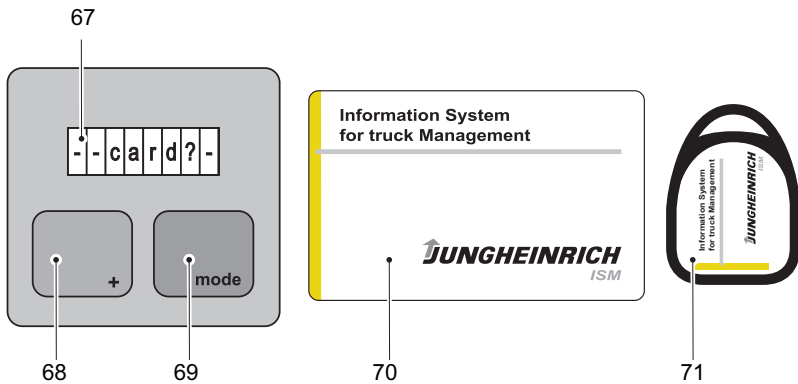 67
--card?-
+
mode
68
69
Information System
for truck Management
JUNGHEINRICH
ISM
70
Information System
for truck Management
JUNGHEINRICH
ISM
71